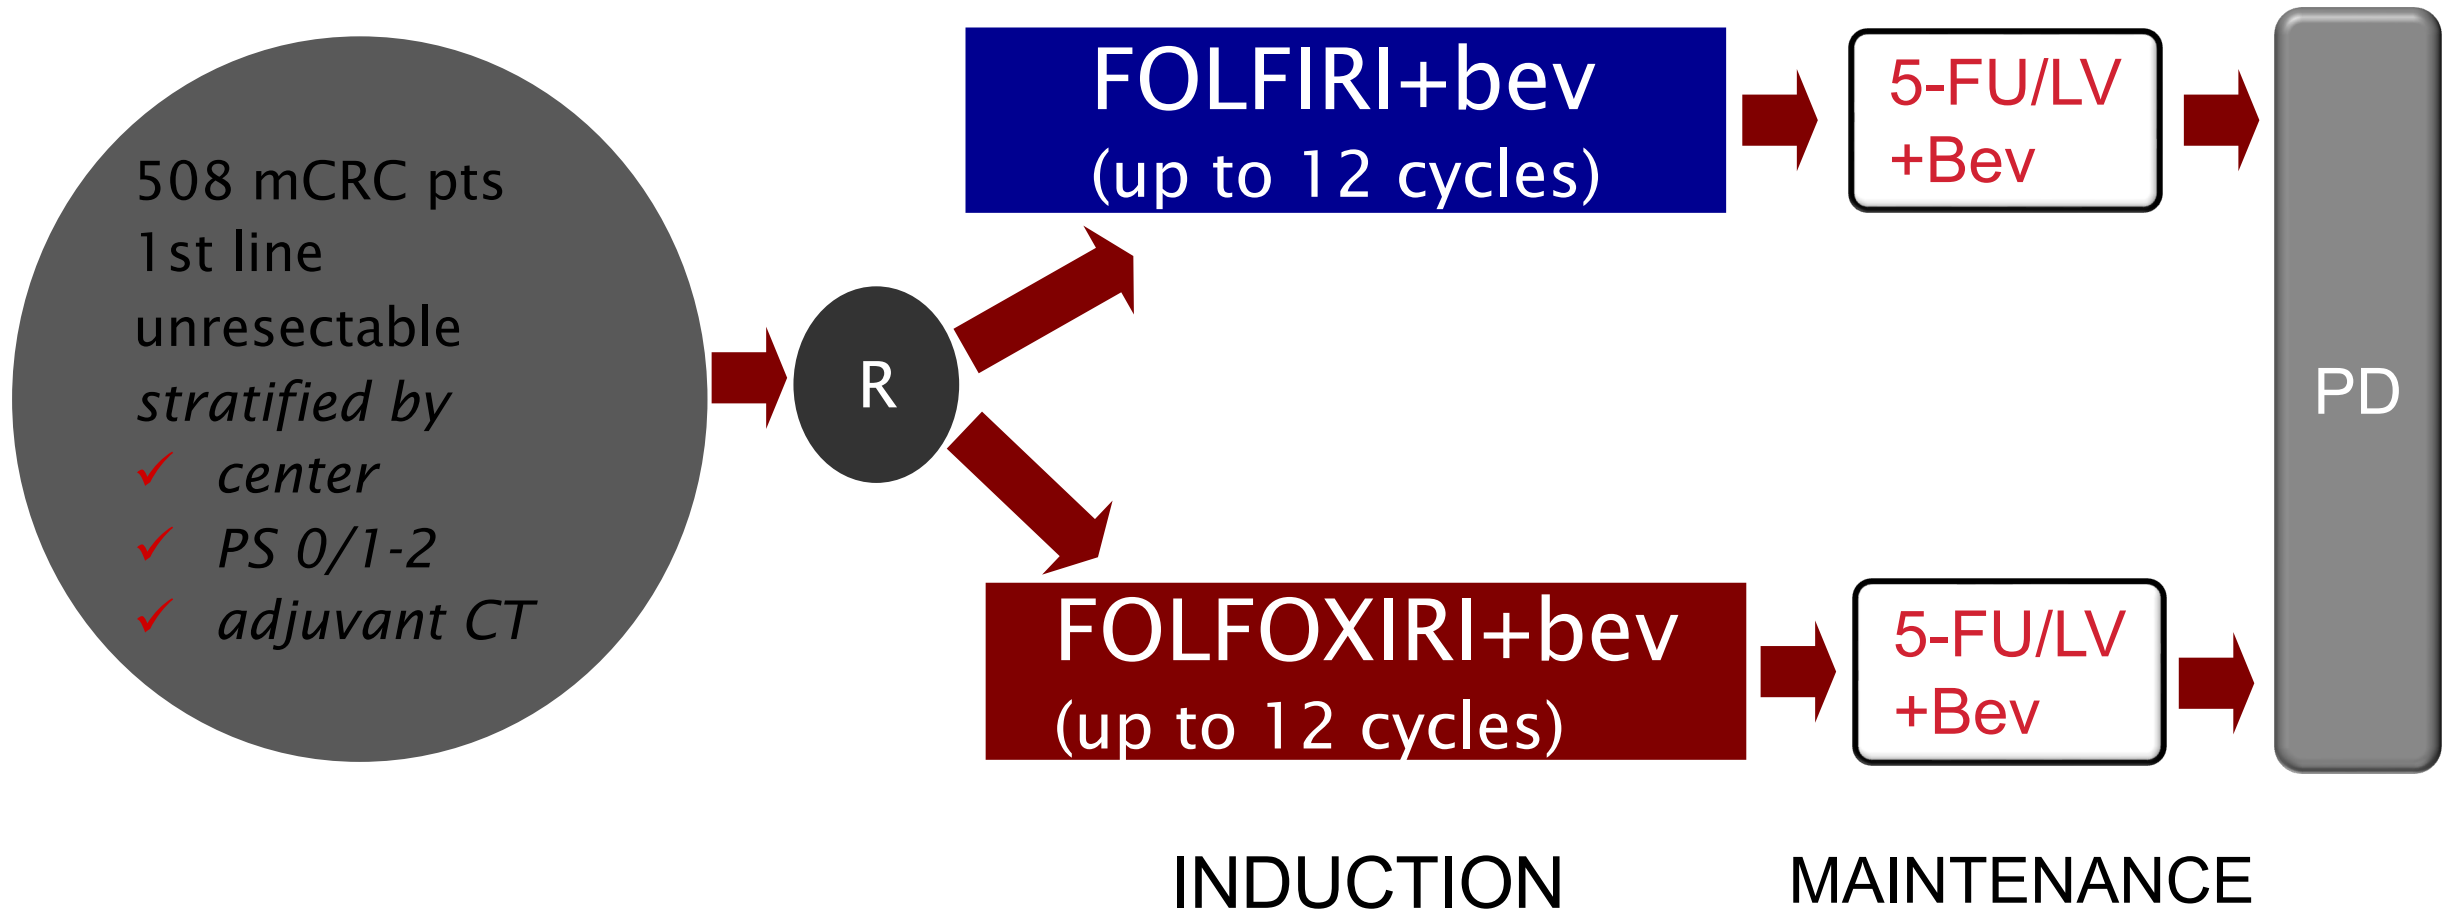 508 mCRC pts
1st line
unresectable
stratified by
✓ center
✓ PS 0/1-2
✓ adjuvant CT
R
FOLFIRI+bev
(up to 12 cycles)
5-FU/LV
+Bev
FOLFOXIRI+bev
(up to 12 cycles)
5-FU/LV
+Bev
PD
INDUCTION
MAINTENANCE